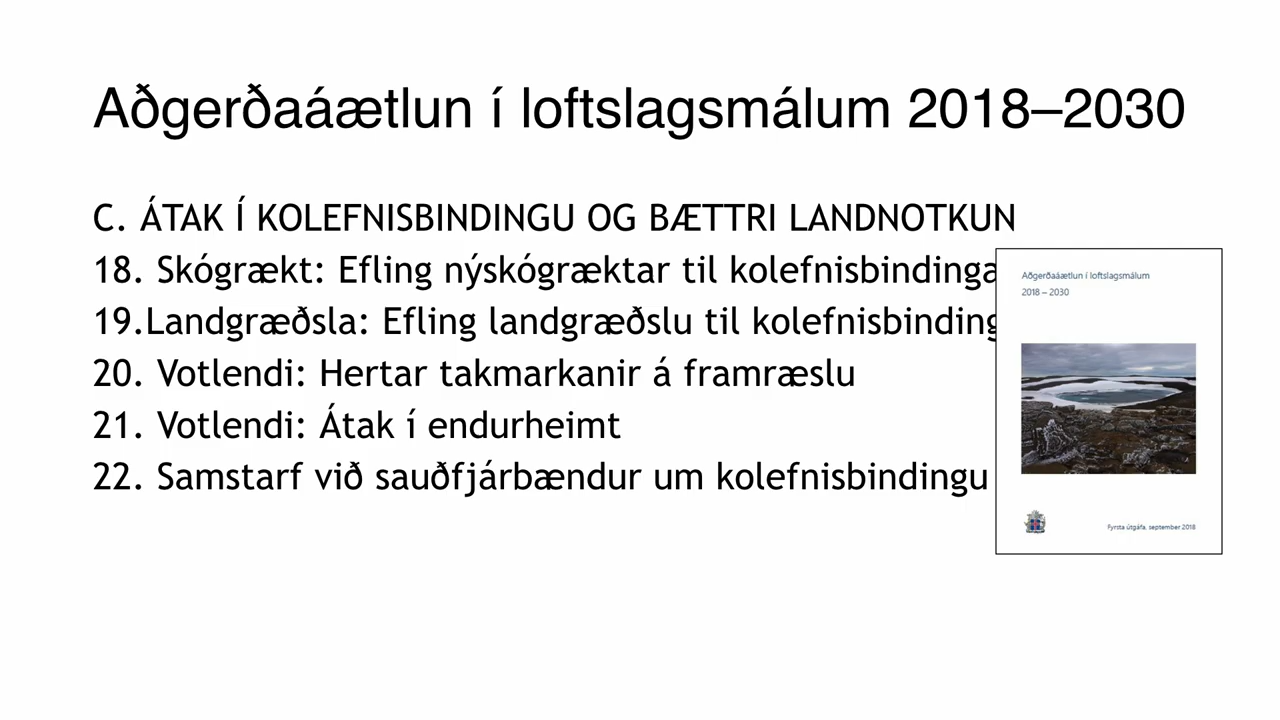 Aðgerðaáætlun í loftslagsmálum 2018–2030
C. ÁTAK Í KOLEFNISBINDINGU OG BÆTTRI LANDNOTKUN
18. Skógrækt: Efling nýskógræktar til kolefnisbindinga
19.Landgræðsla: Efling landgræðslu til kolefnisbinding
20. Votlendi: Hertar takmarkanir á framræslu
21. Votlendi: Átak í endurheimt
22. Samstarf við sauðfjárbændur um kolefnisbindingu
Aðgerðaáætlun í loftslagsmálum
2018 – 2030
Fyrsta útgáfa, september 2018